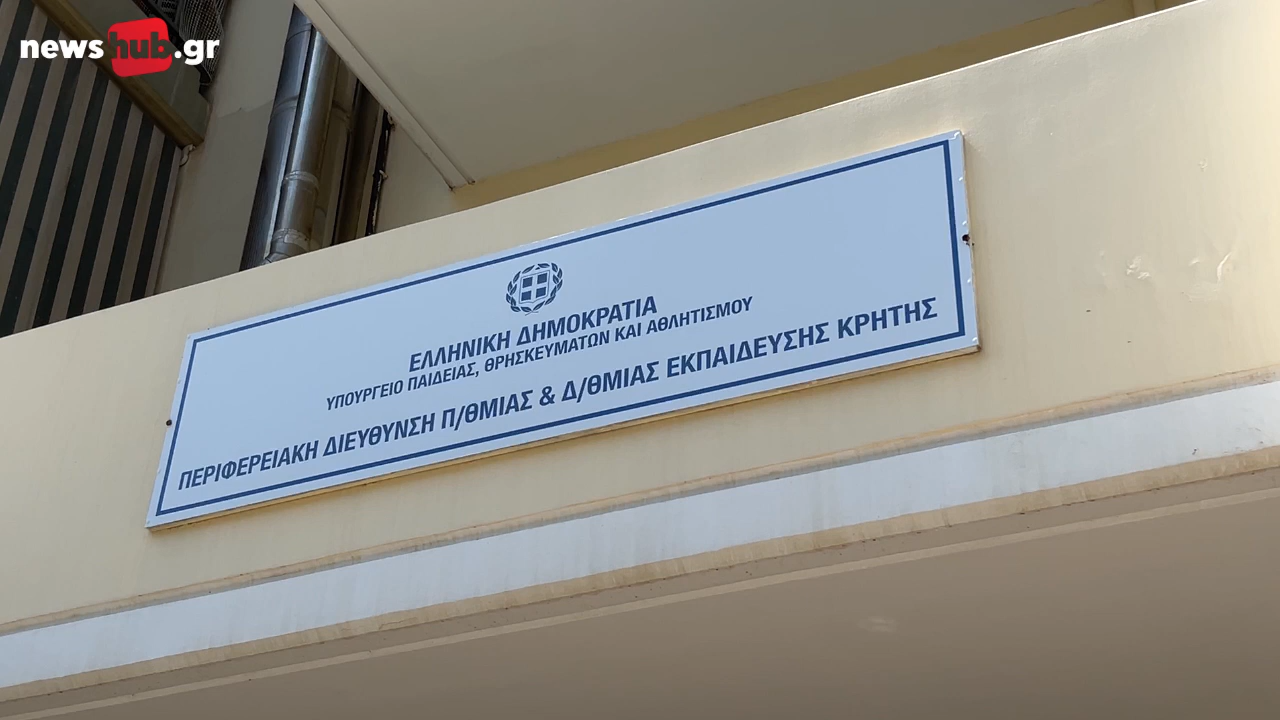 newshub.gr
ΕΛΛΗΝΙΚΗ ΔΗΜΟΚΡΑΤΙΑ
ΥΠΟΥΡΓΕΙΟ ΠΑΙΔΕΙΑΣ, ΘΡΗΣΚΕΥΜΑΤΩΝ ΚΑΙ ΑΘΛΗΤΙΣΜΟΥ
ΠΕΡΙΦΕΡΕΙΑΚΗ ΔΙΕΥΘΥΝΣΗ Π/ΘΜΙΑΣ & Δ/ΘΜΙΑΣ ΕΚΠΑΙΔΕΥΣΗΣ ΚΡΗΤΗΣ